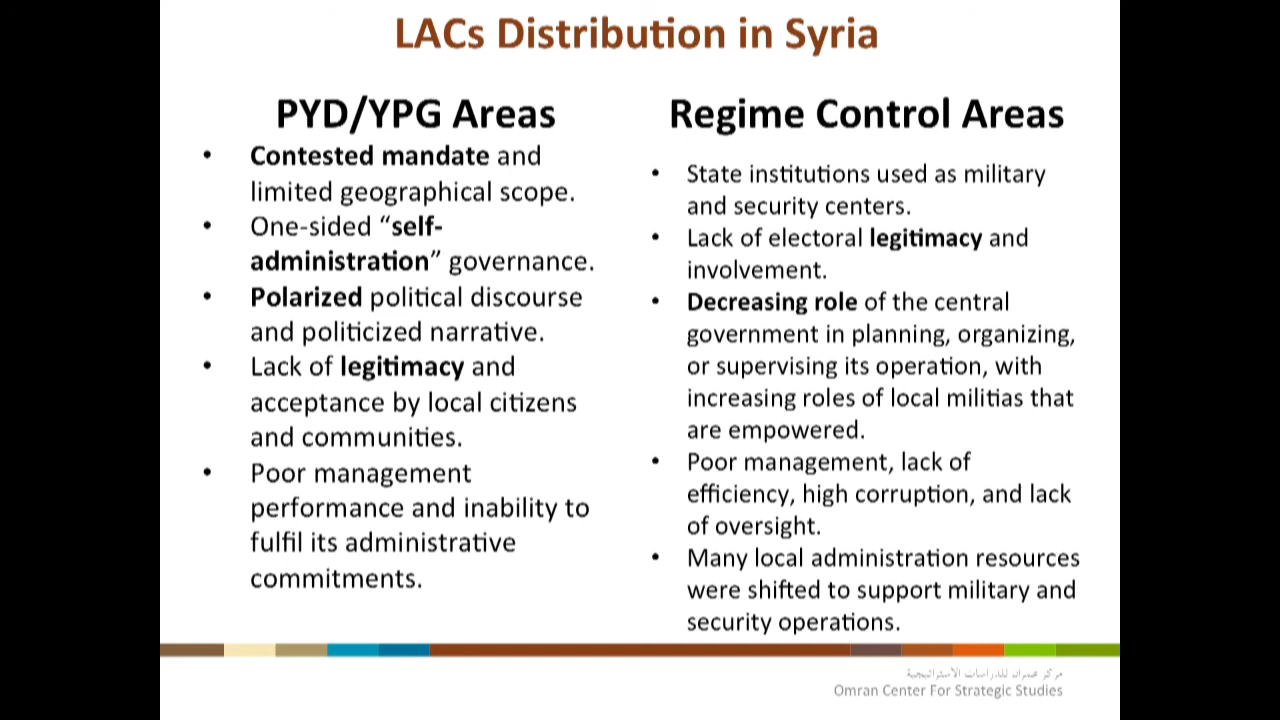 LACs Distribution in Syria
PYD/YPG Areas
• Contested mandate and
limited geographical scope.
• One-sided “self-
administration” governance.
• Polarized political discourse
and politicized narrative.
• Lack of legitimacy and
acceptance by local citizens
and communities.
• Poor management
performance and inability to
fulfil its administrative
commitments.
Regime Control Areas
• State institutions used as military
and security centers.
• Lack of electoral legitimacy and
involvement.
• Decreasing role of the central
government in planning, organizing,
or supervising its operation, with
increasing roles of local militias that
are empowered.
• Poor management, lack of
efficiency, high corruption, and lack
of oversight.
• Many local administration resources
were shifted to support military and
security operations.
مركز عمران للدراسات الاستراتيجية
Omran Center For Strategic Studies